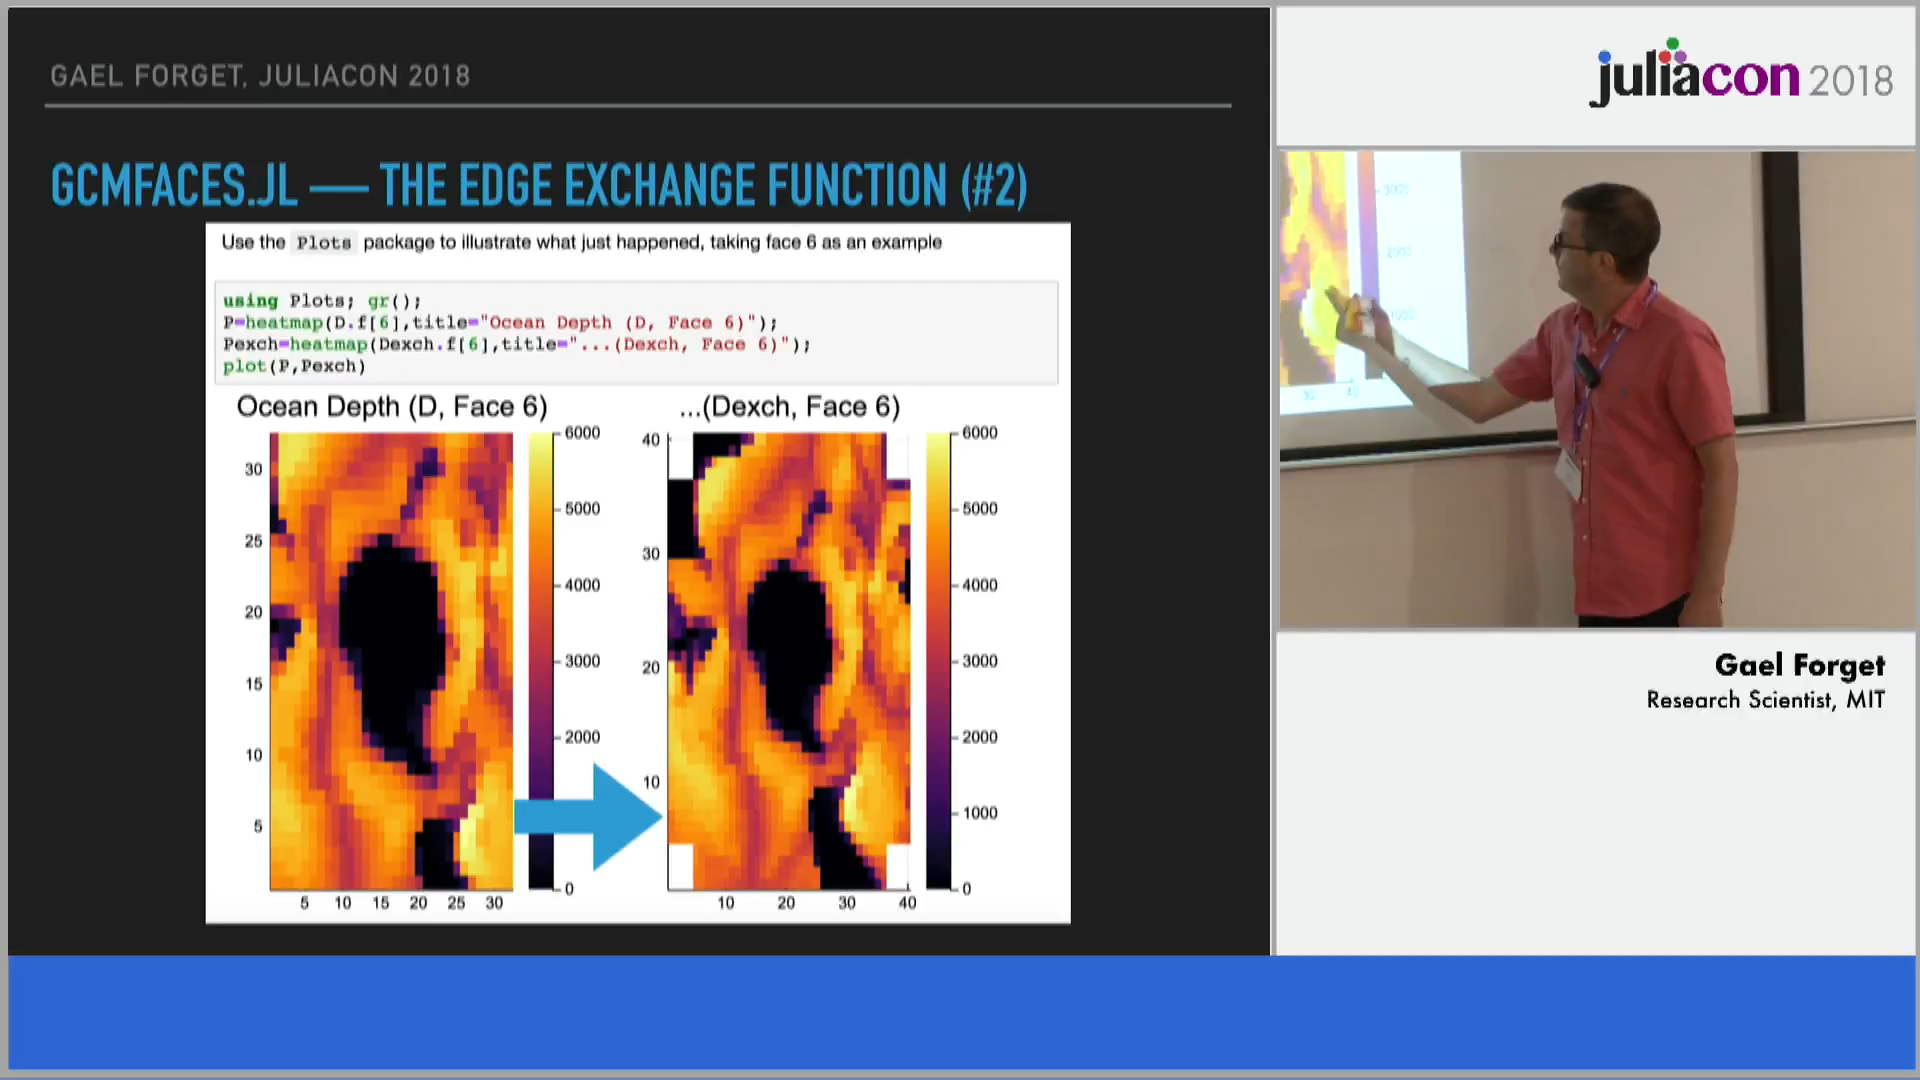 GAEL FORGET, JULIACON 2018
GCMFACES.JL — THE EDGE EXCHANGE FUNCTION (#2)
Use the Plots package to illustrate what just happened, taking face 6 as an example
using Plots; gr();
P=heatmap(D.f[6],title="Ocean Depth (D, Face 6)");
Pexch=heatmap(Dexch.f[6],title="...(Dexch, Face 6)");
plot(P,Pexch)
Ocean Depth (D, Face 6)
30
25
20
15
10
5
5 10 15 20 25 30
6000
5000
4000
3000
2000
0
...(Dexch, Face 6)
40
30
20
10
10 20 30 40
6000
5000
4000
3000
2000
1000
0
juliacon 2018
3000
2000
1000
30 40
Gael Forget
Research Scientist, MIT